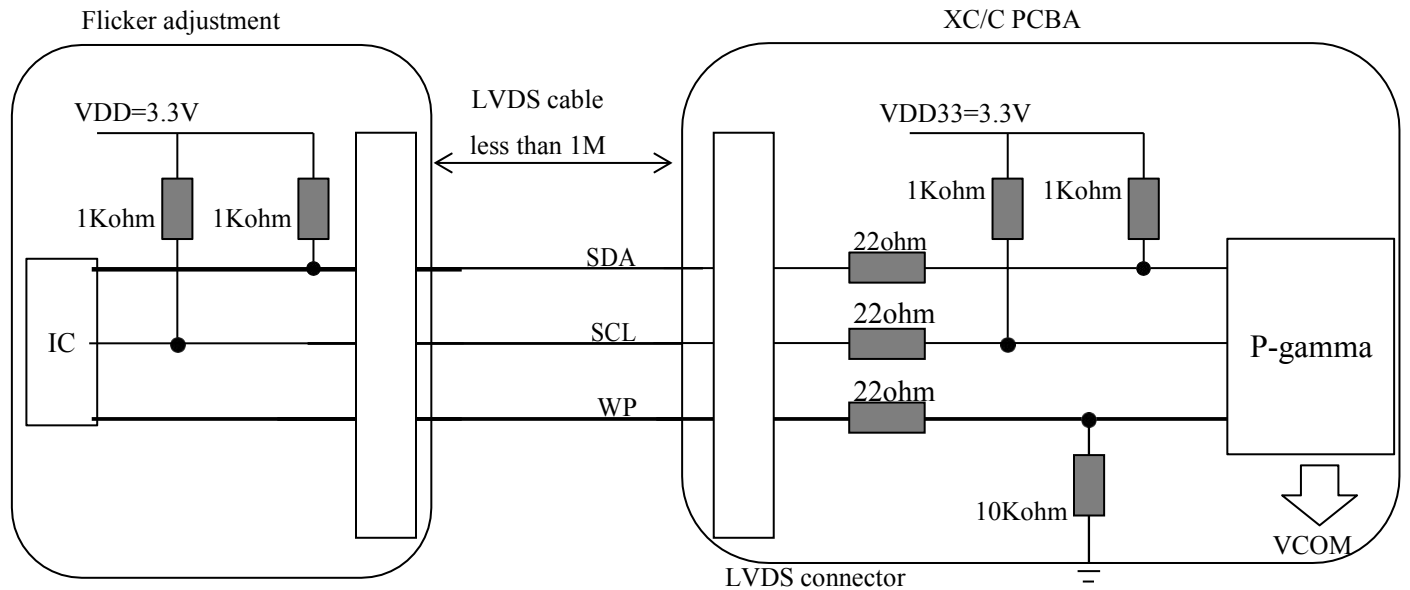 Flicker adjustment
XC/C PCBA
VDD=3.3V
LVDS cable
less than 1M
VDD33=3.3V
1Kohm
1Kohm
1Kohm
1Kohm
SDA
22ohm
IC
SCL
22ohm
P-gamma
WP
22ohm
10Kohm
VCOM
LVDS connector